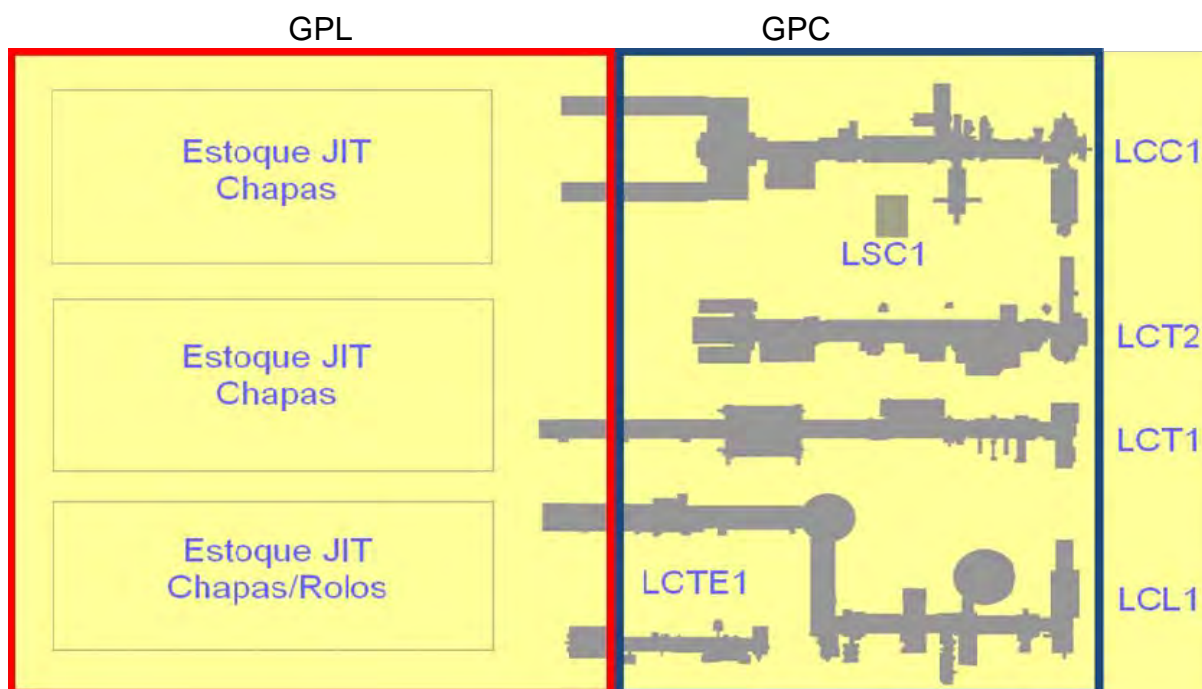 GPL
GPC
Estoque JIT
Chapas
LCC1
LSC1
Estoque JIT
Chapas
LCT2
LCT1
Estoque JIT
Chapas/Rolos
LCTE1
LCL1